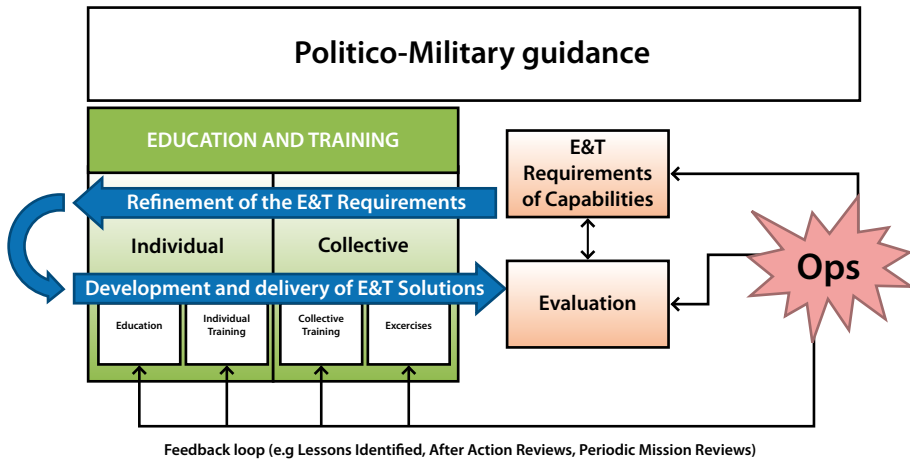 Politico-Military guidance
EDUCATION AND TRAINING
E&T
Requirements
of Capabilities
Refinement of the E&T Requirements
Individual
Collective
Ops
Development and delivery of E&T Solutions
Evaluation
Education
Individual
Training
Collective
Training
Excercises
Feedback loop (e.g Lessons Identified, After Action Reviews, Periodic Mission Reviews)